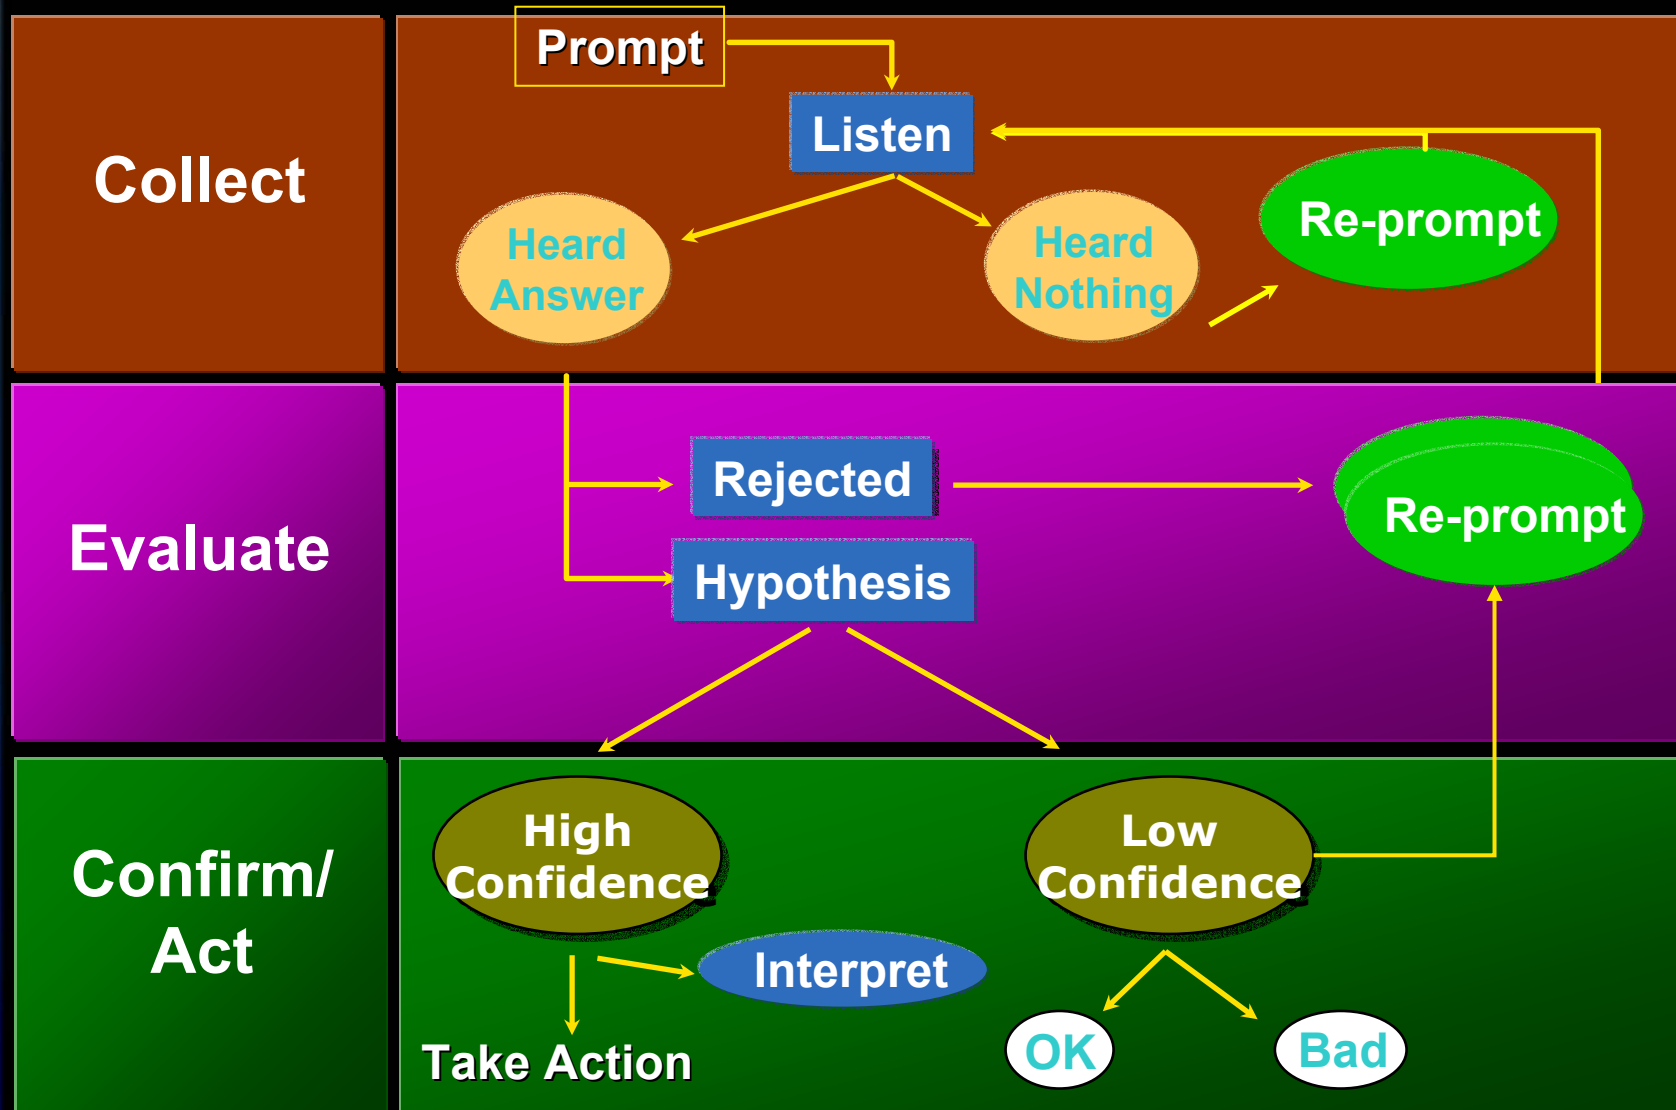 Prompt
Collect
Listen
Heard
Answer
Heard
Nothing
Re-prompt
Evaluate
Rejected
Hypothesis
Re-prompt
Confirm/
Act
High
Confidence
Low
Confidence
Interpret
Take Action
OK
Bad